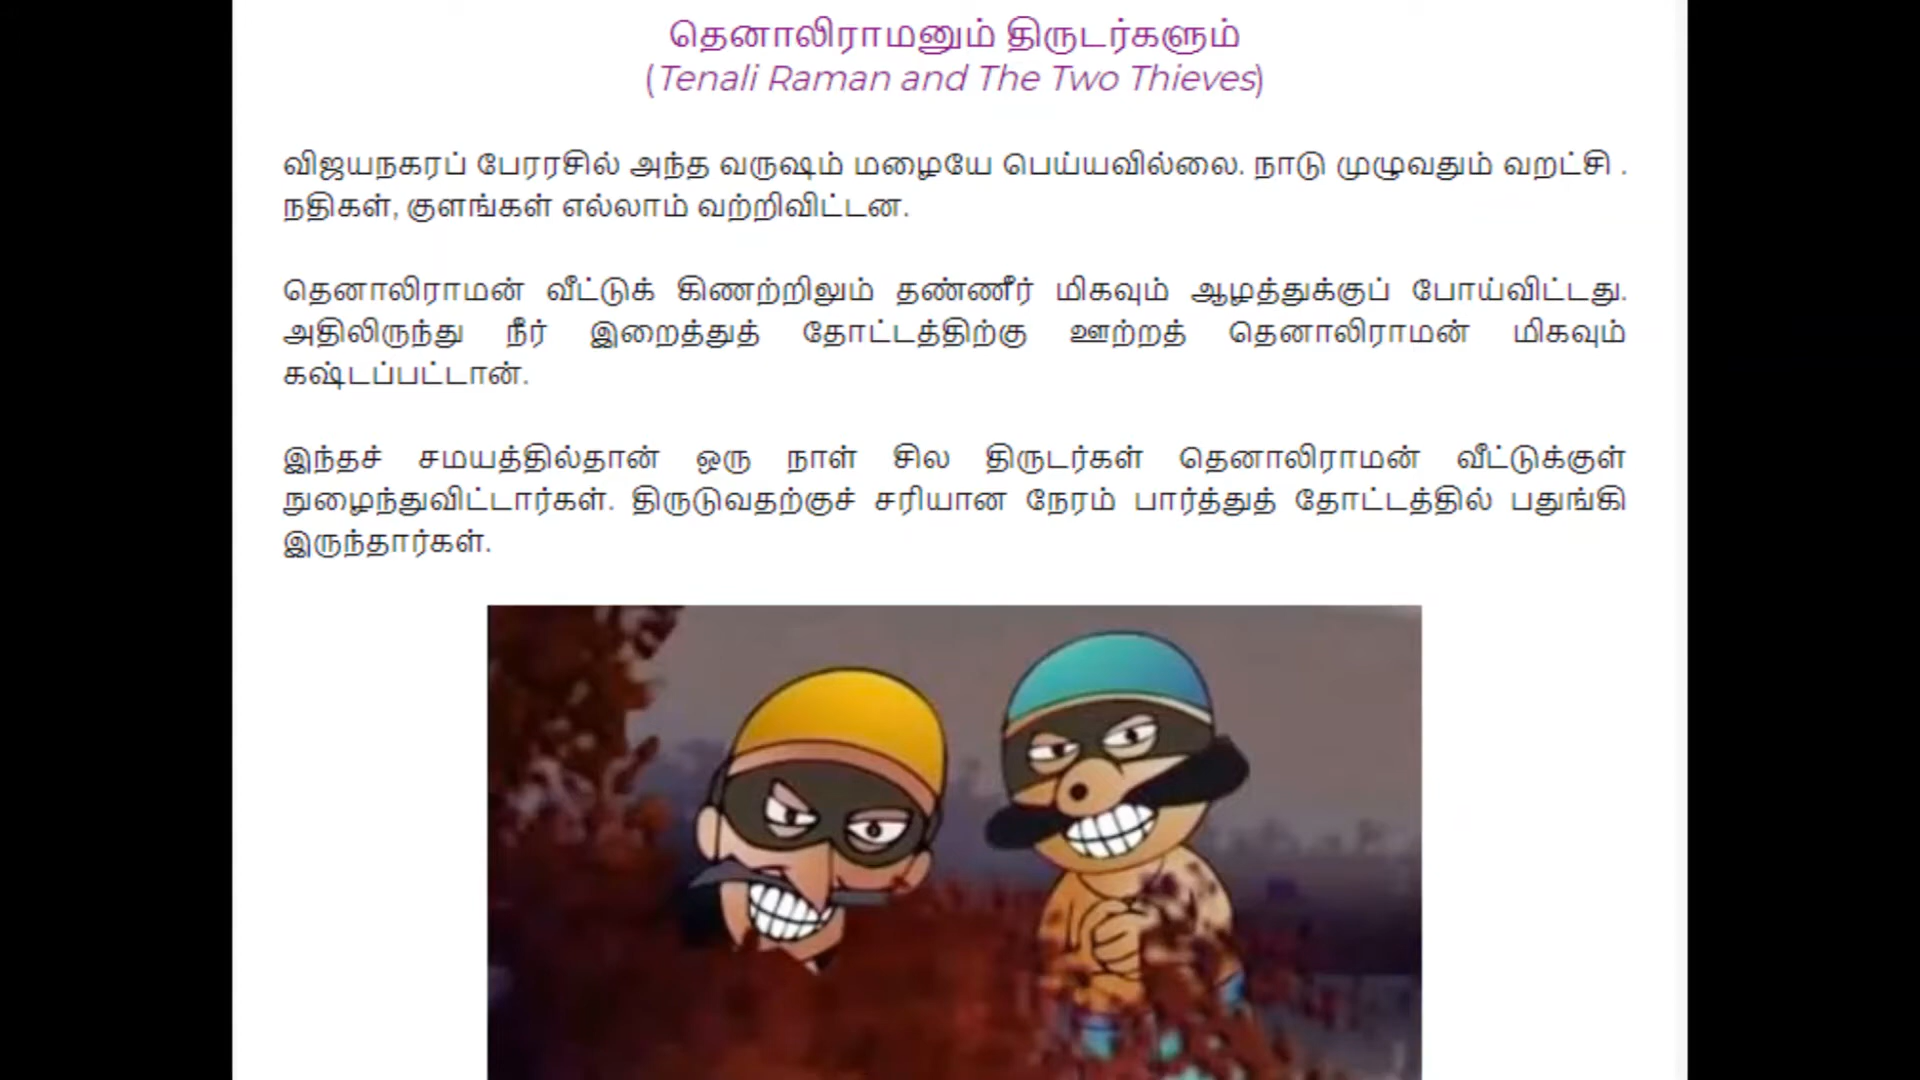 தெனாலிராமனும் திருடர்களும்
(Tenali Raman and The Two Thieves)
விஜயநகரப் பேரரசில் அந்த வருஷம் மழையே பெய்யவில்லை. நாடு முழுவதும் வறட்சி .
நதிகள், குளங்கள் எல்லாம் வற்றிவிட்டன.
தெனாலிராமன் வீட்டுக் கிணற்றிலும் தண்ணீர் மிகவும் ஆழத்துக்குப் போய்விட்டது.
அதிலிருந்து நீர் இறைத்துத் தோட்டத்திற்கு ஊற்றத் தெனாலிராமன் மிகவும்
கஷ்டப்பட்டான்.
இந்தச் சமயத்தில்தான் ஒரு நாள் சில திருடர்கள் தெனாலிராமன் வீட்டுக்குள்
நுழைந்துவிட்டார்கள். திருடுவதற்குச் சரியான நேரம் பார்த்துத் தோட்டத்தில் பதுங்கி
இருந்தார்கள்.